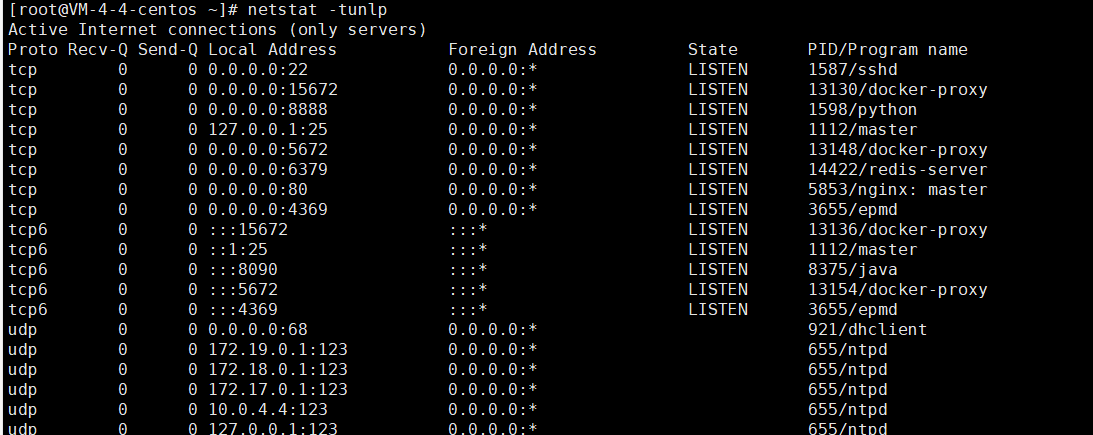 [root@VM-4-4-centos ~]# netstat -tunlp
Active Internet connections (only servers)
Proto Recv-Q Send-Q Local Address           Foreign Address         State       PID/Program name
tcp        0      0 0.0.0.0:22              0.0.0.0:*               LISTEN      1587/sshd
tcp        0      0 0.0.0.0:15672           0.0.0.0:*               LISTEN      13130/docker-proxy
tcp        0      0 0.0.0.0:8888            0.0.0.0:*               LISTEN      1598/python
tcp        0      0 127.0.0.1:25            0.0.0.0:*               LISTEN      1112/master
tcp        0      0 0.0.0.0:5672            0.0.0.0:*               LISTEN      13148/docker-proxy
tcp        0      0 0.0.0.0:6379            0.0.0.0:*               LISTEN      14422/redis-server
tcp        0      0 0.0.0.0:80              0.0.0.0:*               LISTEN      5853/nginx: master
tcp        0      0 0.0.0.0:4369            0.0.0.0:*               LISTEN      3655/epmd
tcp6       0      0 :::15672                :::*                    LISTEN      13136/docker-proxy
tcp6       0      0 ::1:25                  :::*                    LISTEN      1112/master
tcp6       0      0 :::8090                 :::*                    LISTEN      8375/java
tcp6       0      0 :::5672                 :::*                    LISTEN      13154/docker-proxy
tcp6       0      0 :::4369                 :::*                    LISTEN      3655/epmd
udp        0      0 0.0.0.0:68              0.0.0.0:*                           921/dhclient
udp        0      0 172.19.0.1:123          0.0.0.0:*                           655/ntpd
udp        0      0 172.18.0.1:123          0.0.0.0:*                           655/ntpd
udp        0      0 172.17.0.1:123          0.0.0.0:*                           655/ntpd
udp        0      0 10.0.4.4:123            0.0.0.0:*                           655/ntpd
udp        0      0 127.0.0.1:123           0.0.0.0:*                           655/ntpd